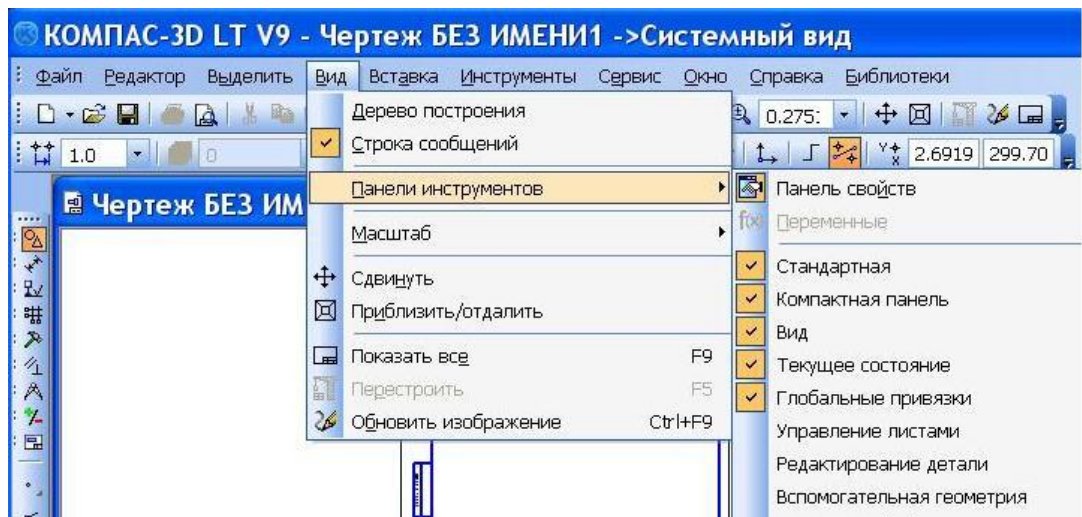 КОМПАС-3D LT V9 - Чертеж БЕЗ ИМЕНИ1 ->Системный вид
Файл Редактор Выделить Вид Вставка Инструменты Сервис Окно Справка Библиотеки
0.275:
1.0 0 2.6919 299.70
Чертеж БЕЗ ИМ
Дерево построения
Строка сообщений
Панели инструментов
Масштаб
Сдвинуть
Приблизить/отдалить
Показать все F9
Перестроить F5
Обновить изображение Ctrl+F9
Панель свойств
f(x) Переменные
Стандартная
Компактная панель
Вид
Текущее состояние
Глобальные привязки
Управление листами
Редактирование детали
Вспомогательная геометрия